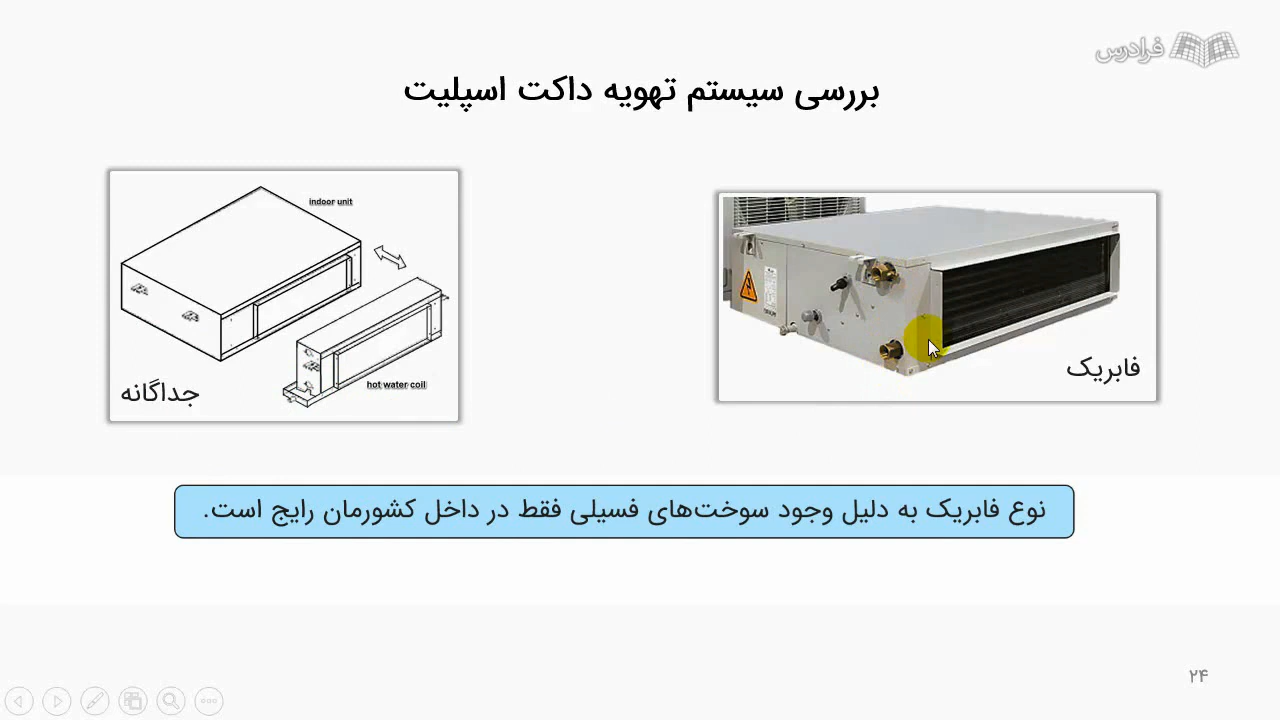 فرادرس
بررسی سیستم تهویه داکت اسپلیت
فابریک
indoor unit
hot water coil
جداگانه
نوع فابریک به دلیل وجود سوخت‌های فسیلی فقط در داخل کشورمان رایج است.
۲۴